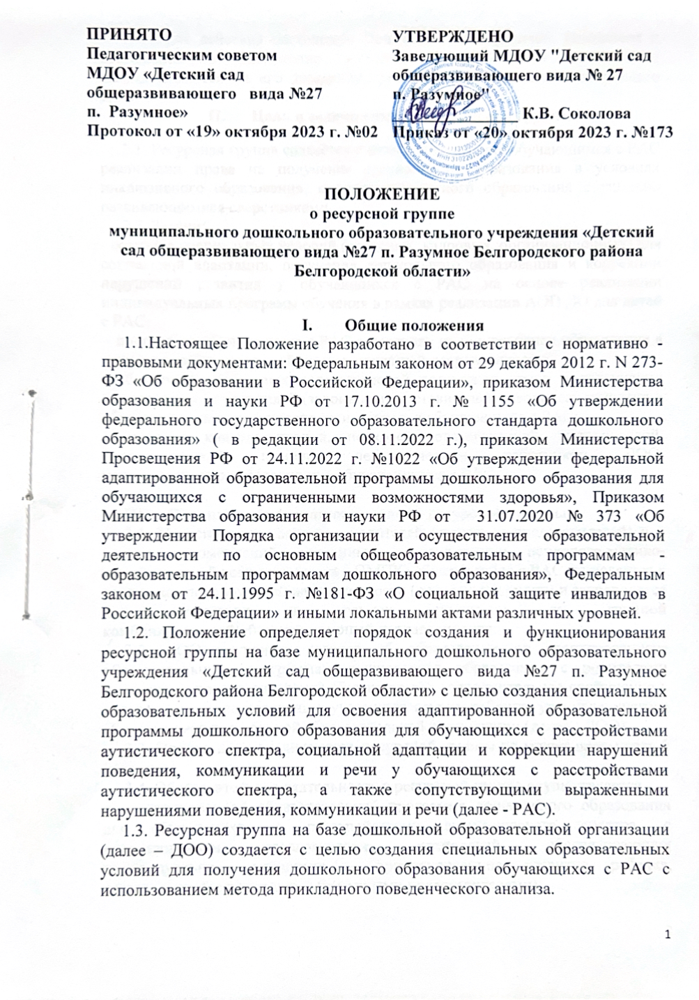 ПРИНЯТО
Педагогическим советом
МДОУ «Детский сад
общеразвивающего вида №27
п. Разумное»
Протокол от «19» октября 2023 г. №02
УТВЕРЖДЕНО
Заведующий МДОУ "Детский сад
общеразвивающего вида № 27
п. Разумное"
К.В. Соколова
Приказ от «20» октября 2023 г. №173
ПОЛОЖЕНИЕ
о ресурсной группе
муниципального дошкольного образовательного учреждения «Детский
сад общеразвивающего вида №27 п. Разумное Белгородского района
Белгородской области»
I. Общие положения
1.1.Настоящее Положение разработано в соответствии с нормативно -
правовыми документами: Федеральным законом от 29 декабря 2012 г. N 273-
ФЗ «Об образовании в Российской Федерации», приказом Министерства
образования и науки РФ от 17.10.2013 г. № 1155 «Об утверждении
федерального государственного образовательного стандарта дошкольного
образования» ( в редакции от 08.11.2022 г.), приказом Министерства
Просвещения РФ от 24.11.2022 г. №1022 «Об утверждении федеральной
адаптированной образовательной программы дошкольного образования для
обучающихся с ограниченными возможностями здоровья», Приказом
Министерства образования и науки РФ от 31.07.2020 № 373 «Об
утверждении Порядка организации и осуществления образовательной
деятельности по основным общеобразовательным программам -
образовательным программам дошкольного образования», Федеральным
законом от 24.11.1995 г. №181-ФЗ «О социальной защите инвалидов в
Российской Федерации» и иными локальными актами различных уровней.
1.2. Положение определяет порядок создания и функционирования
ресурсной группы на базе муниципального дошкольного образовательного
учреждения «Детский сад общеразвивающего вида №27 п. Разумное
Белгородского района Белгородской области» с целью создания специальных
образовательных условий для освоения адаптированной образовательной
программы дошкольного образования для обучающихся с расстройствами
аутистического спектра, социальной адаптации и коррекции нарушений
поведения, коммуникации и речи у обучающихся с расстройствами
аутистического спектра, а также сопутствующими выраженными
нарушениями поведения, коммуникации и речи (далее - РАС).
1.3. Ресурсная группа на базе дошкольной образовательной организации
(далее – ДОО) создается с целью создания специальных образовательных
условий для получения дошкольного образования обучающихся с РАС с
использованием метода прикладного поведенческого анализа.
1